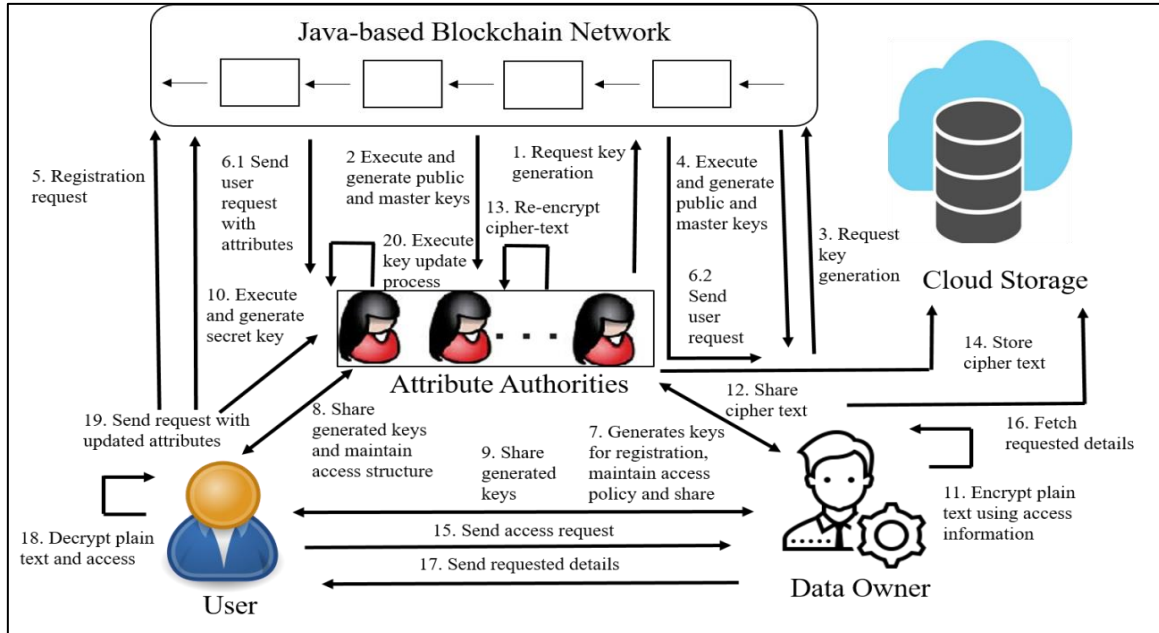 Java-based Blockchain Network
5. Registration
request
6.1 Send
user
request
with
attributes
2 Execute and
generate public
and master keys
1. Request key
generation
13. Re-encrypt
cipher-text
4. Execute
and generate
public and
master keys
3. Request
key
generation
Cloud Storage
20. Execute
key update
process
10. Execute
and generate
secret key
6.2
Send
user
request
Attribute Authorities
14. Store
cipher text
12. Share
cipher text
19. Send request with
updated attributes
8. Share
generated keys
and maintain
access structure
9. Share
generated
keys
7. Generates keys
for registration,
maintain access
policy and share
16. Fetch
requested details
11. Encrypt plain
text using access
information
18. Decrypt plain
text and access
15. Send access request
17. Send requested details
User
Data Owner